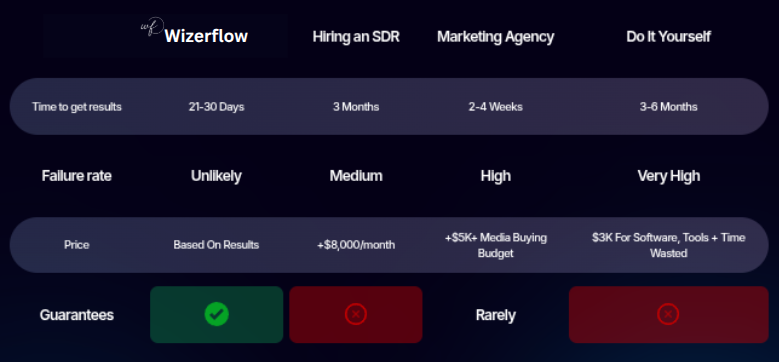 wf Wizerflow Hiring an SDR Marketing Agency Do It Yourself
Time to get results 21-30 Days 3 Months 2-4 Weeks 3-6 Months
Failure rate Unlikely Medium High Very High
Price Based On Results +$8,000/month +$5K+ Media Buying Budget $3K For Software, Tools + Time Wasted
Guarantees Rarely